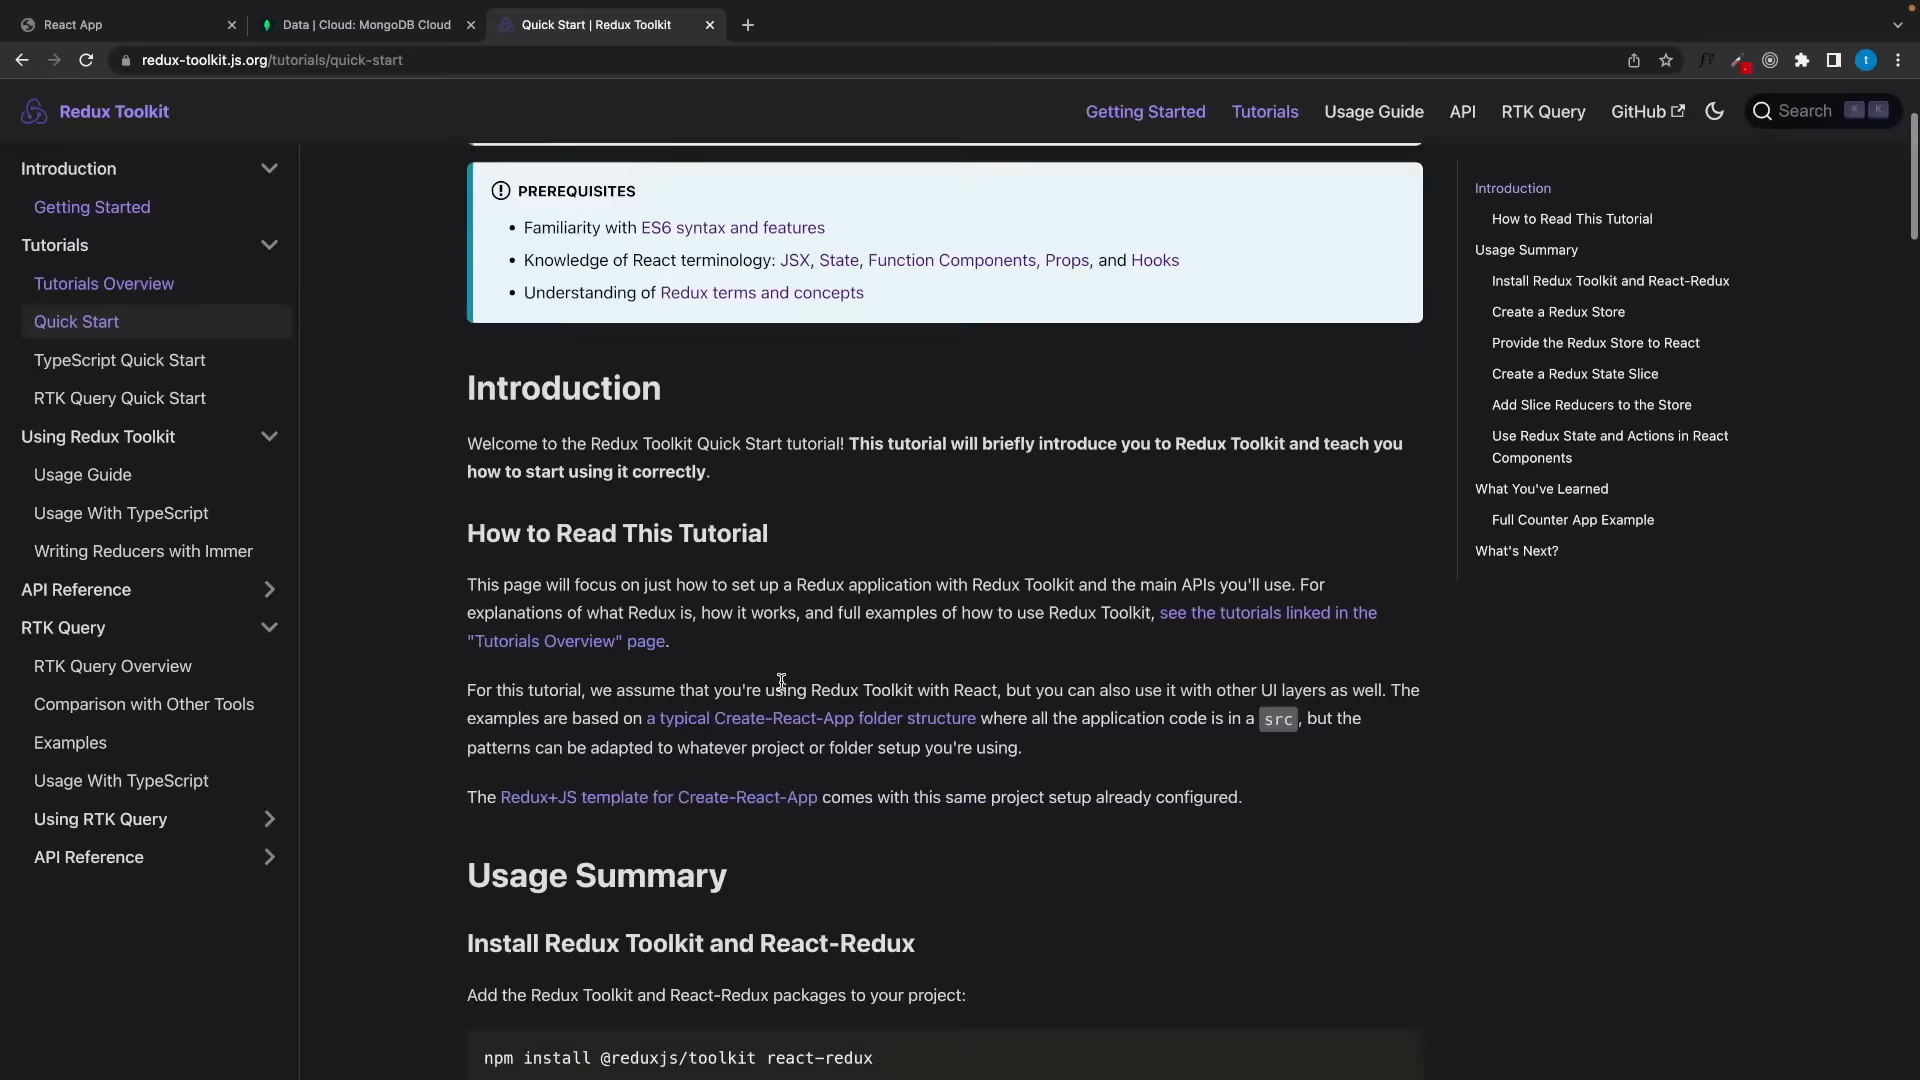 React App
Data | Cloud: MongoDB Cloud
Quick Start | Redux Toolkit
redux-toolkit.js.org/tutorials/quick-start
f?
t
Redux Toolkit
Getting Started
Tutorials
Usage Guide
API
RTK Query
GitHub
Search ⌘ K
Introduction
Getting Started
Tutorials
Tutorials Overview
Quick Start
TypeScript Quick Start
RTK Query Quick Start
Using Redux Toolkit
Usage Guide
Usage With TypeScript
Writing Reducers with Immer
API Reference
RTK Query
RTK Query Overview
Comparison with Other Tools
Examples
Usage With TypeScript
Using RTK Query
API Reference
PREREQUISITES
• Familiarity with ES6 syntax and features
• Knowledge of React terminology: JSX, State, Function Components, Props, and Hooks
• Understanding of Redux terms and concepts
Introduction
Welcome to the Redux Toolkit Quick Start tutorial! This tutorial will briefly introduce you to Redux Toolkit and teach you
how to start using it correctly.
How to Read This Tutorial
This page will focus on just how to set up a Redux application with Redux Toolkit and the main APIs you'll use. For
explanations of what Redux is, how it works, and full examples of how to use Redux Toolkit, see the tutorials linked in the
"Tutorials Overview" page.
For this tutorial, we assume that you're using Redux Toolkit with React, but you can also use it with other UI layers as well. The
examples are based on a typical Create-React-App folder structure where all the application code is in a src, but the
patterns can be adapted to whatever project or folder setup you're using.
The Redux+JS template for Create-React-App comes with this same project setup already configured.
Usage Summary
Install Redux Toolkit and React-Redux
Add the Redux Toolkit and React-Redux packages to your project:
npm install @reduxjs/toolkit react-redux
Introduction
How to Read This Tutorial
Usage Summary
Install Redux Toolkit and React-Redux
Create a Redux Store
Provide the Redux Store to React
Create a Redux State Slice
Add Slice Reducers to the Store
Use Redux State and Actions in React
Components
What You've Learned
Full Counter App Example
What's Next?